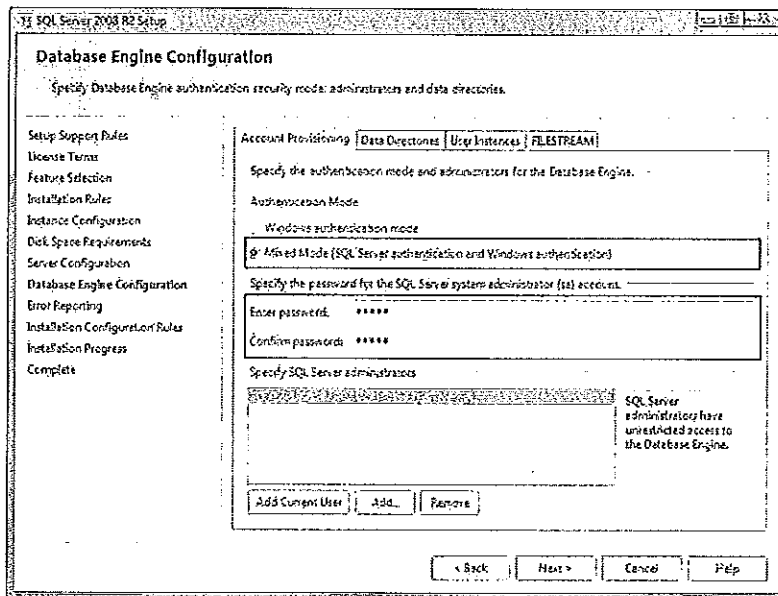 SQL Server 2008 R2 Setup
Database Engine Configuration
Specify Database Engine authentication security mode, administrators and data directories.
Setup Support Rules
License Terms
Feature Selection
Installation Rules
Instance Configuration
Disk Space Requirements
Server Configuration
Database Engine Configuration
Error Reporting
Installation Configuration Rules
Installation Progress
Complete
Account Provisioning Data Directories User Instances FILESTREAM
Specify the authentication mode and administrators for the Database Engine.
Authentication Mode
Windows authentication mode
Mixed Mode (SQL Server authentication and Windows authentication)
Specify the password for the SQL Server system administrator (sa) account.
Enter password: *****
Confirm password: *****
Specify SQL Server administrators
SQL Server
administrators have
unrestricted access to
the Database Engine.
Add Current User Add... Remove
< Back Next > Cancel Help